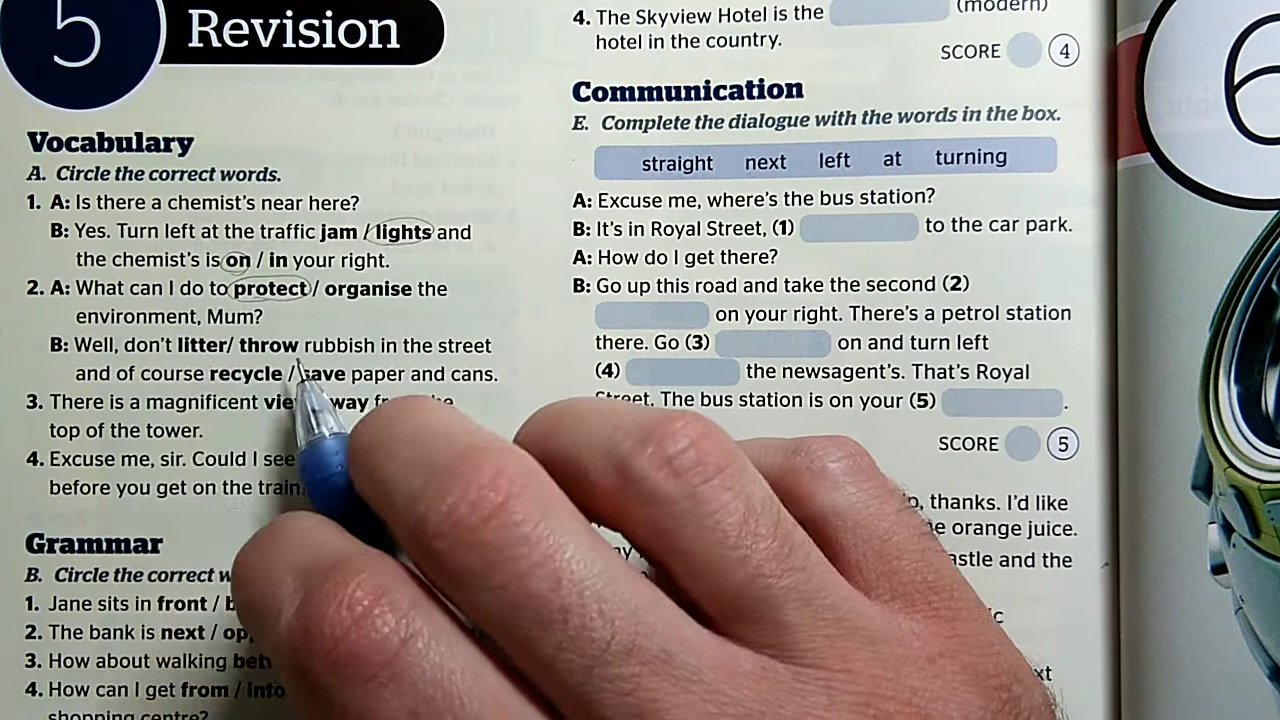 5 Revision
Vocabulary
A. Circle the correct words.
1. A: Is there a chemist's near here?
B: Yes. Turn left at the traffic jam / lights and
the chemist's is on / in your right.
2. A: What can I do to protect / organise the
environment, Mum?
B: Well, don't litter/ throw rubbish in the street
and of course recycle / save paper and cans.
3. There is a magnificent view way the
top of the tower.
4. Excuse me, sir. Could I see
before you get on the train.
Grammar
B. Circle the correct
1. Jane sits in front /
2. The bank is next /
3. How about walking
4. How can I get from / into
shopping centre?
4. The Skyview Hotel is the (modern)
hotel in the country.
SCORE 4
Communication
E. Complete the dialogue with the words in the box.
straight next left at turning
A: Excuse me, where's the bus station?
B: It's in Royal Street, (1) to the car park.
A: How do I get there?
B: Go up this road and take the second (2)
on your right. There's a petrol station
there. Go (3) on and turn left
(4) the newsagent's. That's Royal
Street. The bus station is on your (5) .
SCORE 5
thanks. I'd like
orange juice.
and the
6